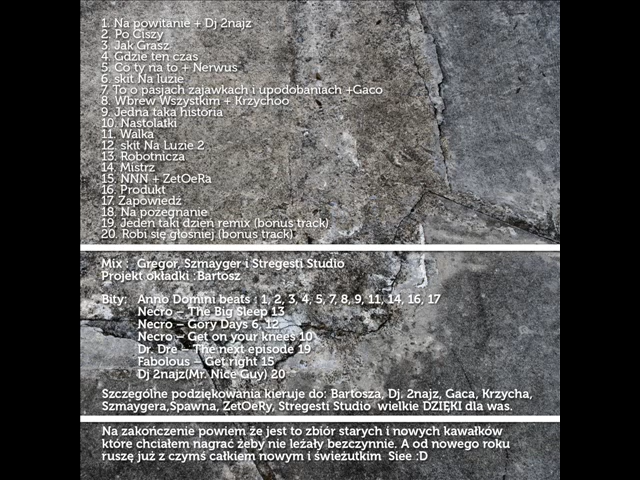 1. Na powitanie + Dj 2najz
2. Po Ciszy
3. Jak Grasz
4. Gdzie ten czas
5. Co ty na to + Nerwus
6. skit Na luzie
7. To o pasjach zajawkach i upodobaniach +Gaco
8. Wbrew Wszystkim + Krzychoo
9. Jedna taka historia
10. Nastolatki
11. Walka
12. skit Na Luzie 2
13. Robotnicza
14. Mistrz
15. NNN + ZetOeRa
16. Produkt
17. Zapowiedź
18. Na pożegnanie
19. Jeden taki dzień remix (bonus track)
20. Robi się głośniej (bonus track)
Mix : Gregor, Szmayger i Stregesti Studio
Projekt okładki :Bartosz
Bity: Anno Domini beats : 1, 2, 3, 4, 5, 7, 8, 9, 11, 14, 16, 17
Necro – The Big Sleep 13
Necro – Gory Days 6, 12
Necro – Get on your knees 10
Dr. Dre – The next episode 19
Fabolous – Get right 15
Dj 2najz(Mr. Nice Guy) 20
Szczególne podziękowania kieruje do: Bartosza, Dj. 2najz, Gaca, Krzycha,
Szmaygera,Spawna, ZetOeRy, Stregesti Studio wielkie DZIĘKI dla was.
Na zakończenie powiem że jest to zbiór starych i nowych kawałków
które chciałem nagrać żeby nie leżały bezczynnie. A od nowego roku
ruszę już z czymś całkiem nowym i świeżutkim Siee :D